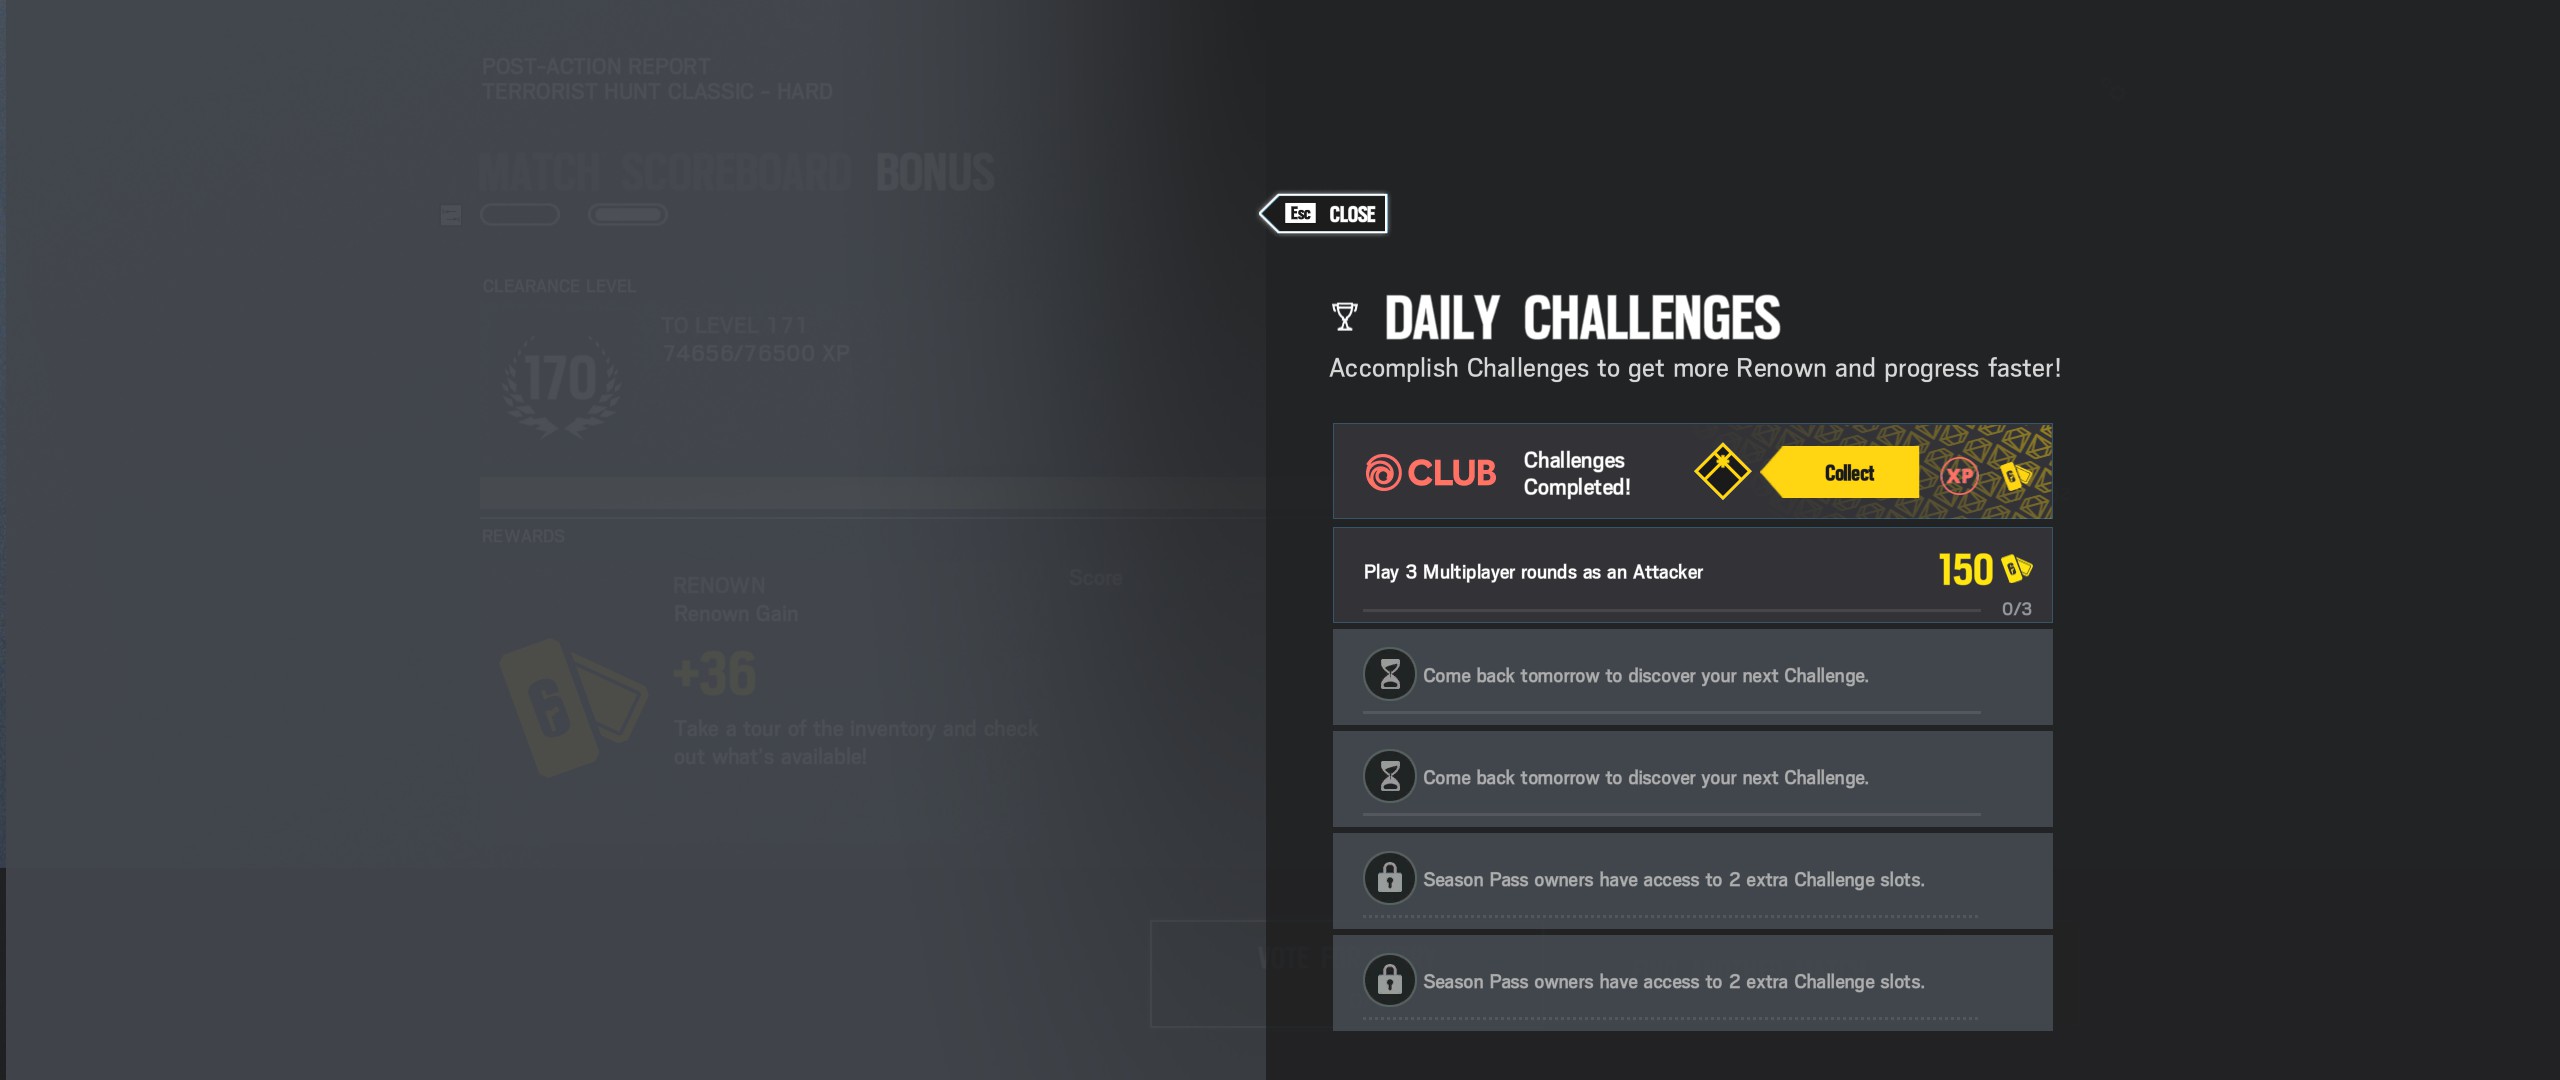 POST-ACTION REPORT
TERRORIST HUNT CLASSIC - HARD
MATCH SCOREBOARD BONUS
Z
CLEARANCE LEVEL
170
TO LEVEL 171
74656/76500 XP
REWARDS
RENOWN
Renown Gain
Score
+36
6
Take a tour of the Inventory and check
out what's available!
VOTE
Esc CLOSE
DAILY CHALLENGES
Accomplish Challenges to get more Renown and progress faster!
CLUB
Challenges
Completed!
Collect
XP
6
Play 3 Multiplayer rounds as an Attacker
150
6
0/3
Come back tomorrow to discover your next Challenge.
Come back tomorrow to discover your next Challenge.
Season Pass owners have access to 2 extra Challenge slots.
Season Pass owners have access to 2 extra Challenge slots.